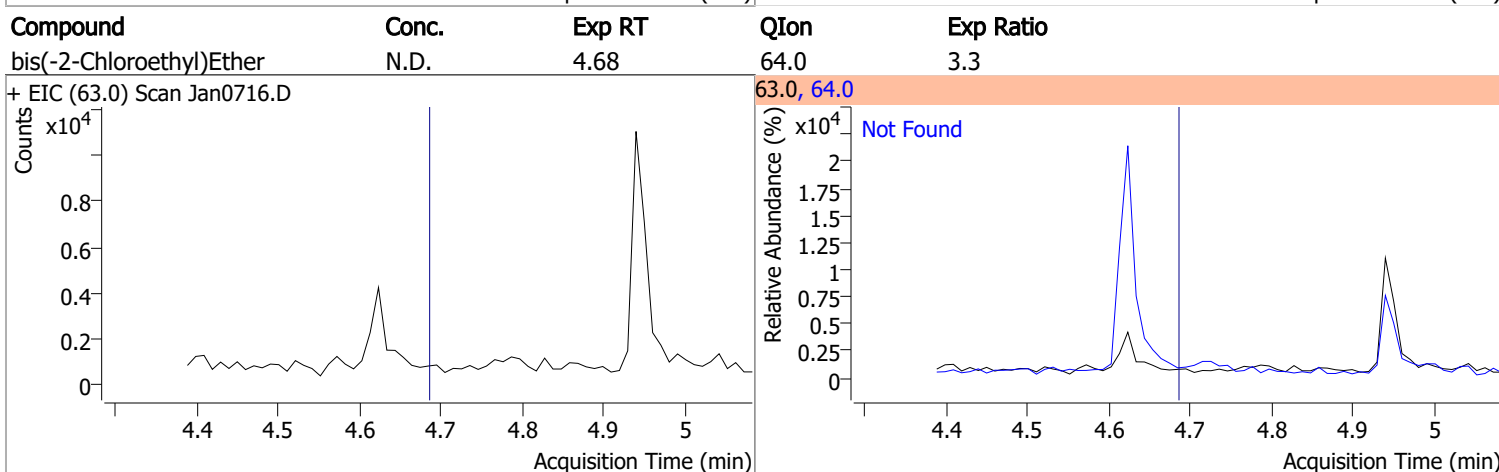 Compound Conc. Exp RT QIon Exp Ratio
bis(-2-Chloroethyl)Ether N.D. 4.68 64.0 3.3
+ EIC (63.0) Scan Jan0716.D
Counts
x10^4
0.8
0.6
0.4
0.2
0
4.4 4.5 4.6 4.7 4.8 4.9 5
Acquisition Time (min)
63.0, 64.0
Relative Abundance (%)
x10^4
Not Found
2
1.75
1.5
1.25
1
0.75
0.5
0.25
0
4.4 4.5 4.6 4.7 4.8 4.9 5
Acquisition Time (min)